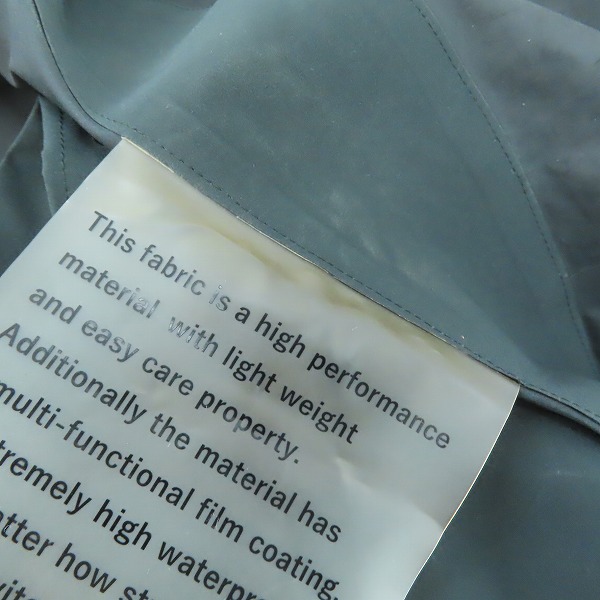 This fabric is a high performance
material with light weight
and easy care property.
Additionally the material has
multi-functional film coating,
tremely high waterpro
atter how st